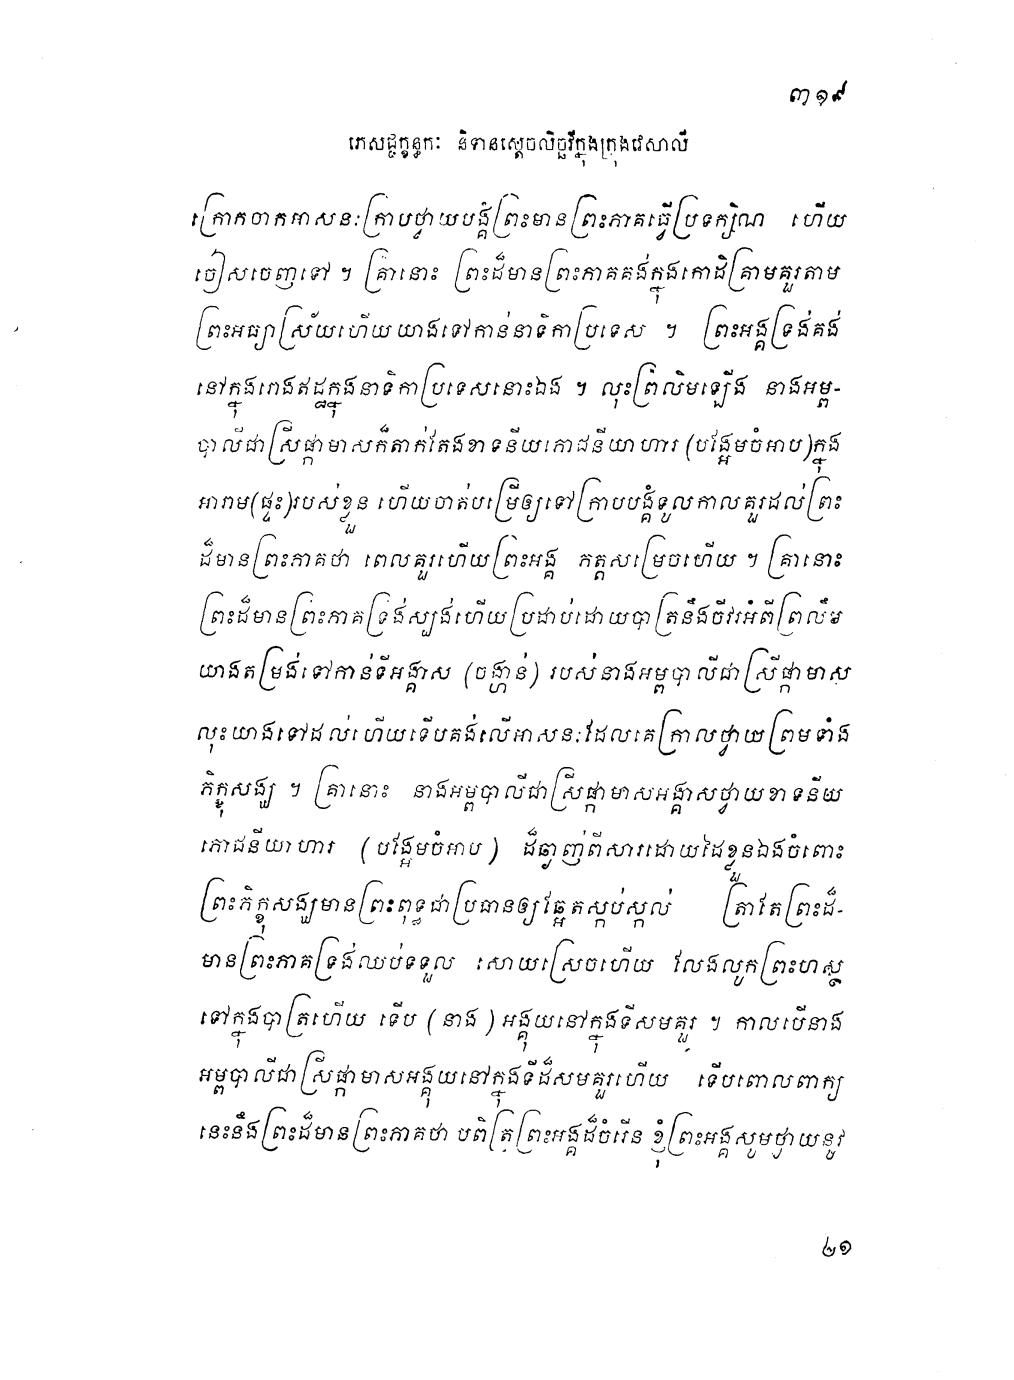 ៣១៩
ភេសជ្ជក្ខន្ធកៈ និទានស្តេចលិច្ឆវីក្នុងក្រុងវេសាលី
ក្រោកចាកអាសនៈ ក្រាបថ្វាយបង្គំព្រះមានព្រះភាគធ្វើប្រទក្សិណ ហើយ
ចៀសចេញទៅ ។ គ្រានោះ ព្រះដ៏មានព្រះភាគគង់ក្នុងកោដិគ្រាមគួរតាម
ព្រះអធ្យាស្រ័យហើយយាងទៅកាន់នាទិកាប្រទេស ។ ព្រះអង្គទ្រង់គង់
នៅក្នុងរោងឥដ្ឋក្នុងនាទិកាប្រទេសនោះឯង ។ លុះព្រលឹមឡើង នាងអម្ព-
បាលីជាស្រីផ្កាមាសក៏តាក់តែងខាទនីយភោជនីយាហារ (បង្អែមចំអាប)ក្នុង
អារាម(ផ្ទះ)របស់ខ្លួន ហើយចាត់បម្រើឲ្យទៅក្រាបបង្គំទូលកាលគួរដល់ព្រះ
ដ៏មានព្រះភាគថា ពេលគួរហើយព្រះអង្គ ភត្តសម្រេចហើយ ។ គ្រានោះ
ព្រះដ៏មានព្រះភាគទ្រង់ស្បង់ហើយប្រដាប់ដោយបាត្រនឹងចីវរអំពីព្រលឹម
យាងតម្រង់ទៅកាន់ទីអង្គាស (ចង្ហាន់) របស់នាងអម្ពបាលីជាស្រីផ្កាមាស
លុះយាងទៅដល់ហើយទើបគង់លើអាសនៈដែលគេក្រាលថ្វាយព្រមទាំង
ភិក្ខុសង្ឃ ។ គ្រានោះ នាងអម្ពបាលីជាស្រីផ្កាមាសអង្គាសថ្វាយខាទនីយ
ភោជនីយាហារ (បង្អែមចំអាប) ដ៏ឆ្ងាញ់ពីសារដោយដៃខ្លួនឯងចំពោះ
ព្រះភិក្ខុសង្ឃមានព្រះពុទ្ធជាប្រធានឲ្យឆ្អែតស្កប់ស្កល់ ត្រាតែព្រះដ៏-
មានព្រះភាគទ្រង់ឈប់ទទួល សោយស្រេចហើយ លែងលូកព្រះហស្ត
ទៅក្នុងបាត្រហើយ ទើប (នាង) អង្គុយនៅក្នុងទីសមគួរ ។ កាលបើនាង
អម្ពបាលីជាស្រីផ្កាមាសអង្គុយនៅក្នុងទីដ៏សមគួរហើយ ទើបពោលពាក្យ
នេះនឹងព្រះដ៏មានព្រះភាគថា បពិត្រព្រះអង្គដ៏ចំរើន ខ្ញុំព្រះអង្គសូមថ្វាយនូវ
២១